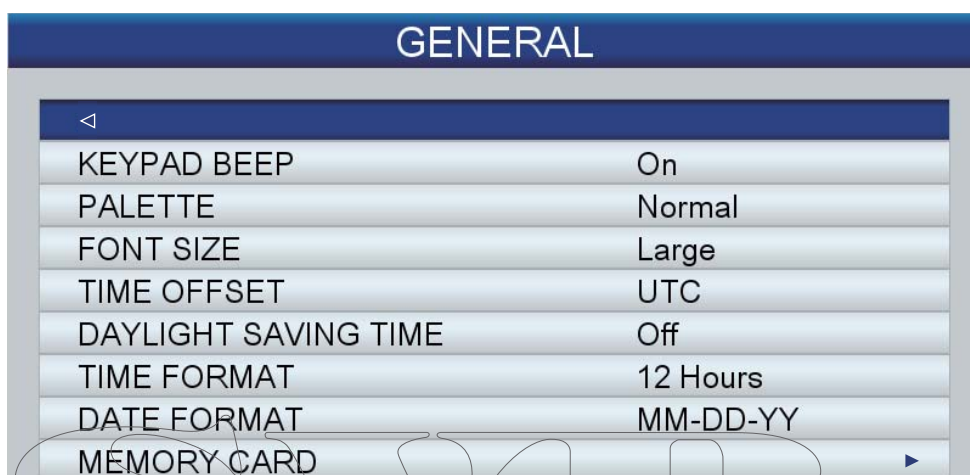 GENERAL
KEYPAD BEEP On
PALETTE Normal
FONT SIZE Large
TIME OFFSET UTC
DAYLIGHT SAVING TIME Off
TIME FORMAT 12 Hours
DATE FORMAT MM-DD-YY
MEMORY CARD